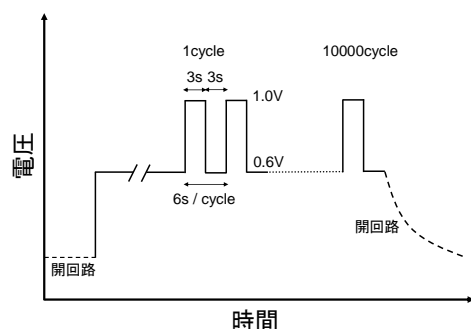 1cycle
10000cycle
3s 3s
1.0V
0.6V
6s / cycle
開回路
開回路
電圧
時間